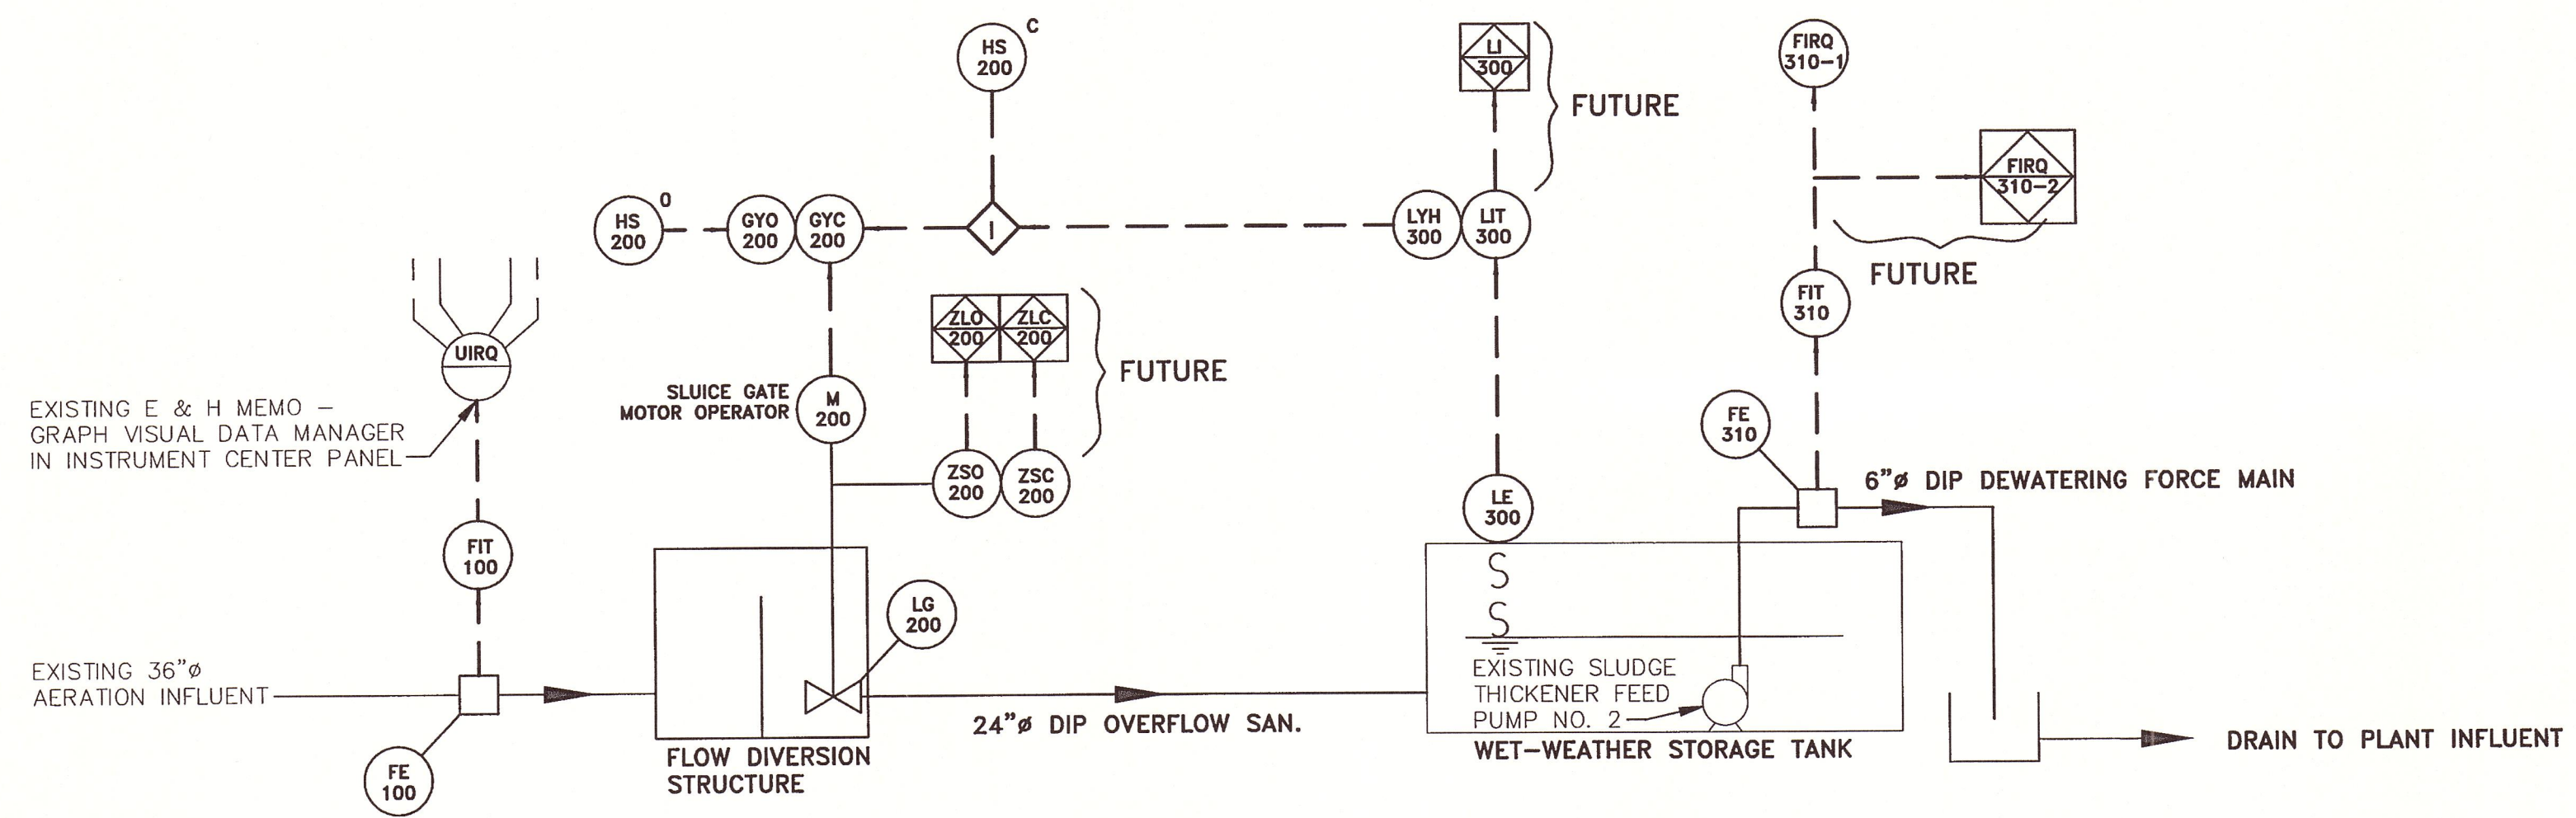 HS
200
C
LI
300
FUTURE
FIRQ
310-1
FIRQ
310-2
FUTURE
HS
200
O
GYO
200
GYC
200
I
LYH
300
LIT
300
FIT
310
UIRQ
EXISTING E & H MEMO –
GRAPH VISUAL DATA MANAGER
IN INSTRUMENT CENTER PANEL
SLUICE GATE
MOTOR OPERATOR
M
200
ZLO
200
ZLC
200
FUTURE
ZSO
200
ZSC
200
LE
300
FE
310
6"ø DIP DEWATERING FORCE MAIN
FIT
100
LG
200
S
S
EXISTING 36"ø
AERATION INFLUENT
FE
100
FLOW DIVERSION
STRUCTURE
24"ø DIP OVERFLOW SAN.
EXISTING SLUDGE
THICKENER FEED
PUMP NO. 2
WET-WEATHER STORAGE TANK
DRAIN TO PLANT INFLUENT